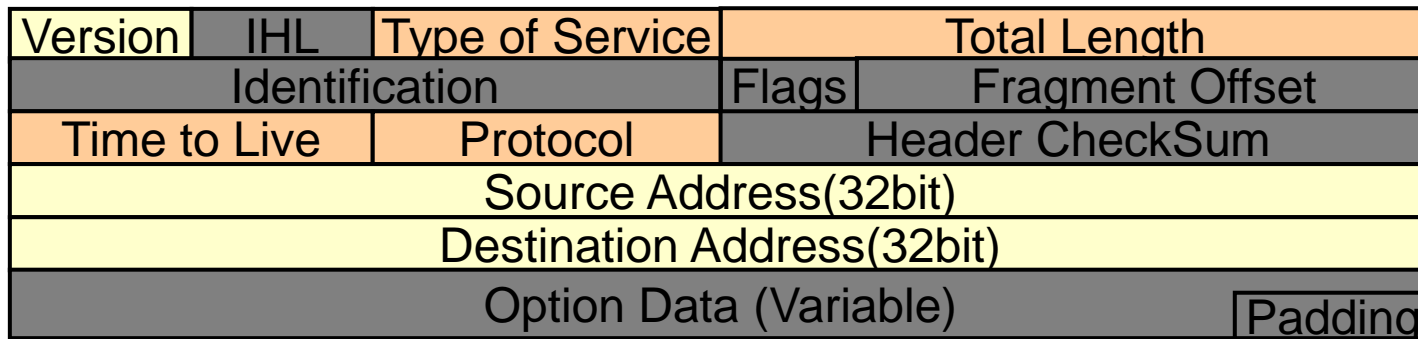 Version IHL Type of Service Total Length
Identification Flags Fragment Offset
Time to Live Protocol Header CheckSum
Source Address(32bit)
Destination Address(32bit)
Option Data (Variable) Padding